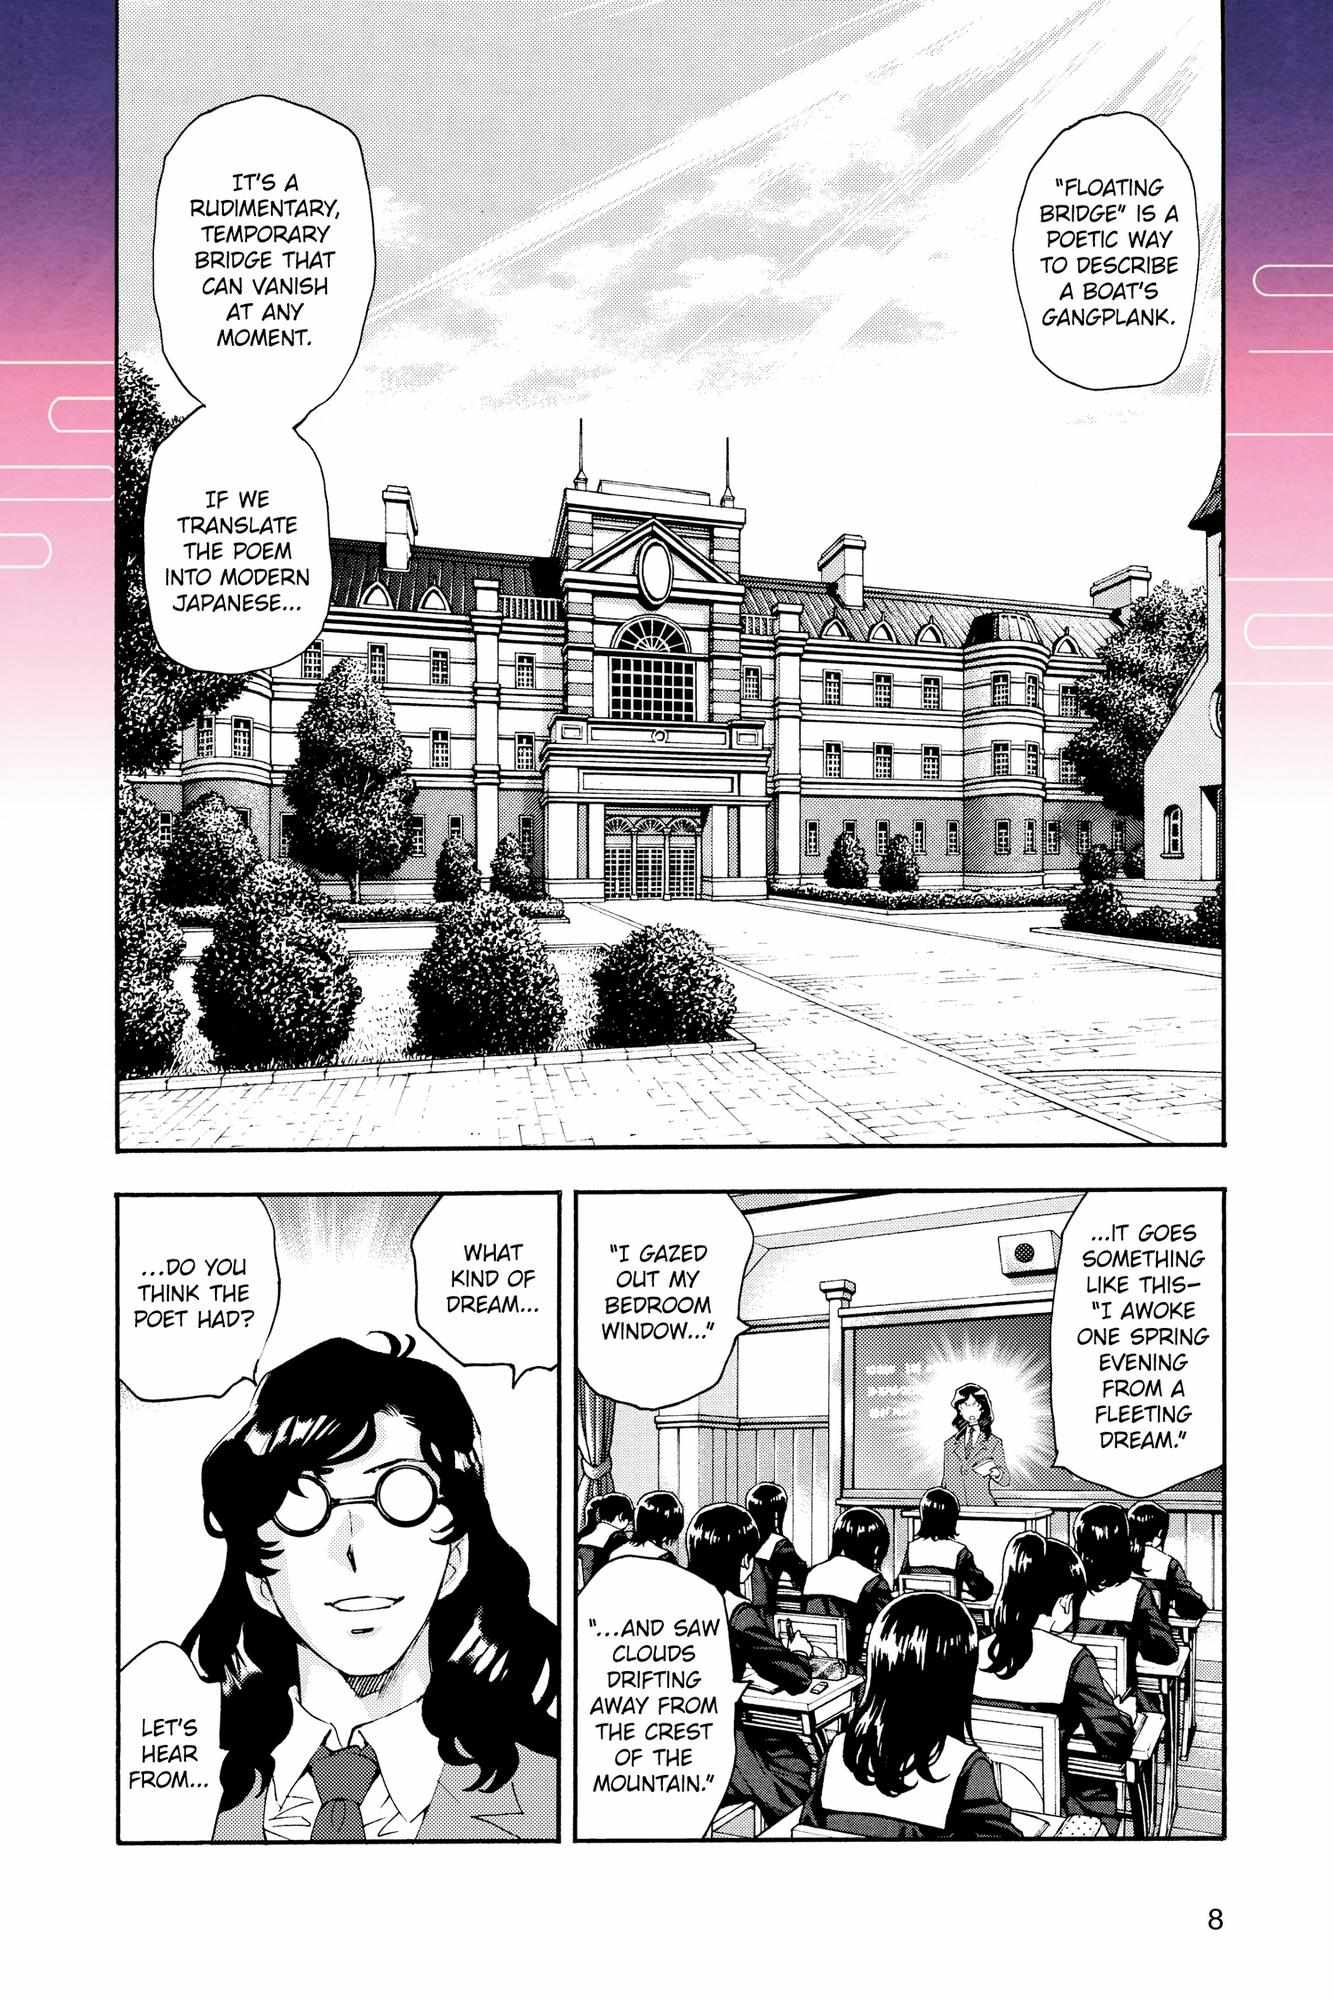 "FLOATING
BRIDGE" IS A
POETIC WAY
TO DESCRIBE
A BOAT'S
GANGPLANK.
IT'S A
RUDIMENTARY,
TEMPORARY
BRIDGE THAT
CAN VANISH
AT ANY
MOMENT.
IF WE
TRANSLATE
THE POEM
INTO MODERN
JAPANESE...
...IT GOES
SOMETHING
LIKE THIS–
"I AWOKE
ONE SPRING
EVENING
FROM A
FLEETING
DREAM."
"I GAZED
OUT MY
BEDROOM
WINDOW..."
"...AND SAW
CLOUDS
DRIFTING
AWAY FROM
THE CREST
OF THE
MOUNTAIN."
WHAT
KIND OF
DREAM...
...DO YOU
THINK THE
POET HAD?
LET'S
HEAR
FROM...
8